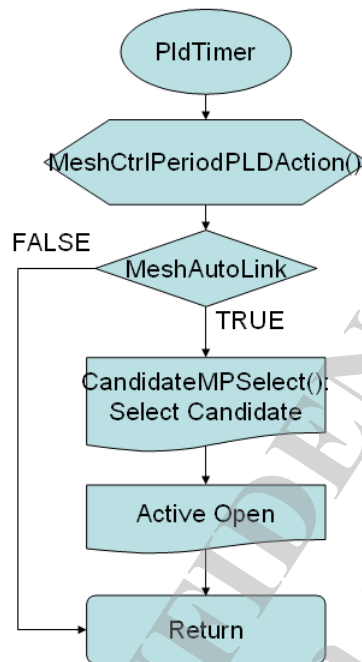 PldTimer
MeshCtrlPeriodPLDAction()
FALSE
MeshAutoLink
TRUE
CandidateMPSelect():
Select Candidate
Active Open
Return